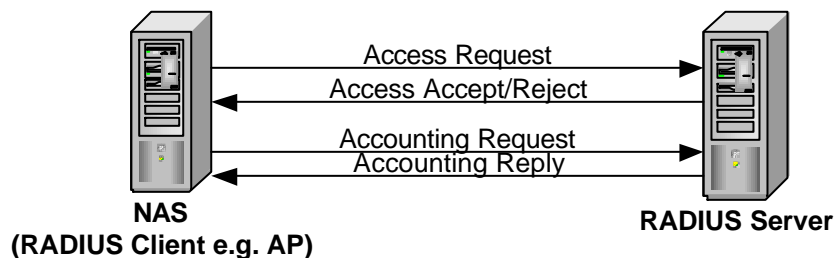 Access Request
Access Accept/Reject
Accounting Request
Accounting Reply
NAS
(RADIUS Client e.g. AP)
RADIUS Server